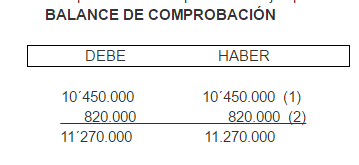 BALANCE DE COMPROBACIÓN
DEBE HABER
10´450.000 10´450.000 (1)
820.000 820.000 (2)
11´270.000 11.270.000